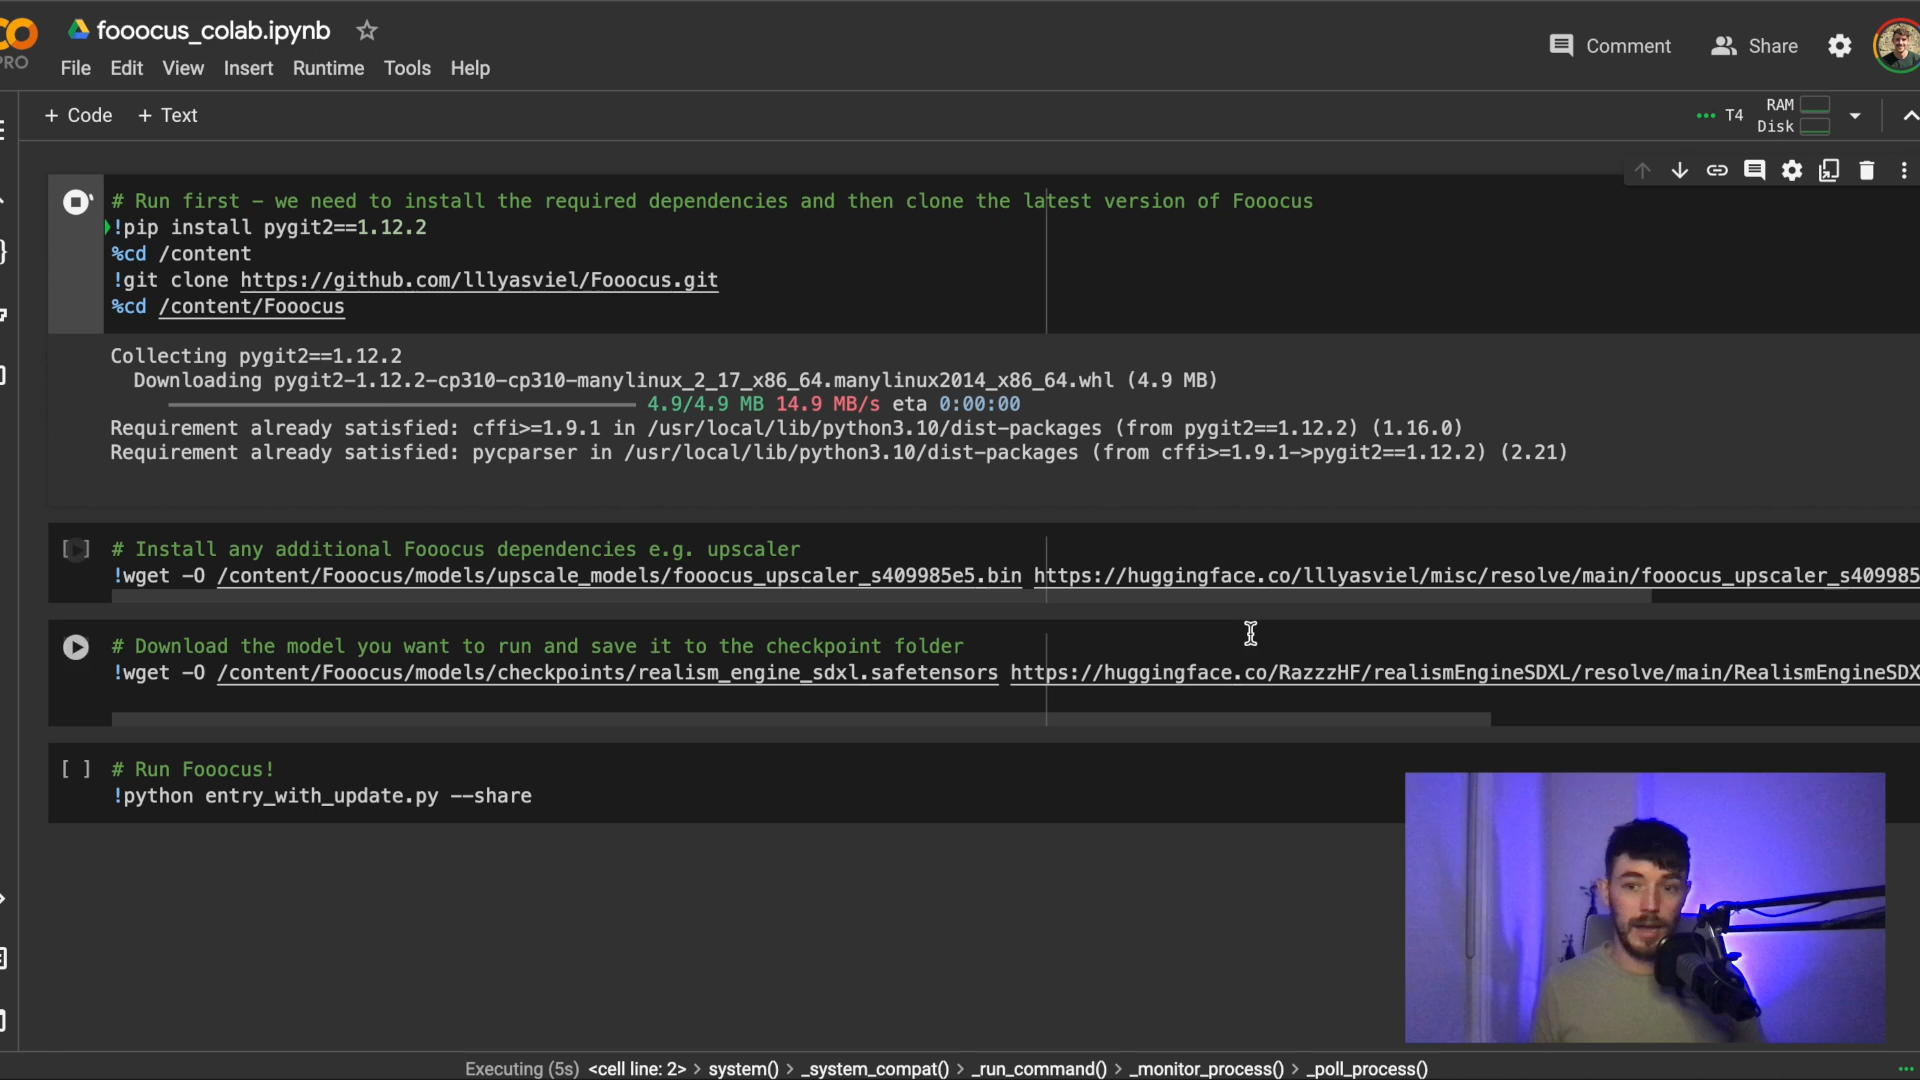 fooocus_colab.ipynb
PRO
File Edit View Insert Runtime Tools Help
Comment Share
+ Code + Text
T4 RAM
Disk
# Run first – we need to install the required dependencies and then clone the latest version of Fooocus
!pip install pygit2==1.12.2
%cd /content
!git clone https://github.com/lllyasviel/Fooocus.git
%cd /content/Fooocus
Collecting pygit2==1.12.2
Downloading pygit2-1.12.2-cp310-cp310-manylinux_2_17_x86_64.manylinux2014_x86_64.whl (4.9 MB)
4.9/4.9 MB 14.9 MB/s eta 0:00:00
Requirement already satisfied: cffi>=1.9.1 in /usr/local/lib/python3.10/dist-packages (from pygit2==1.12.2) (1.16.0)
Requirement already satisfied: pycparser in /usr/local/lib/python3.10/dist-packages (from cffi>=1.9.1->pygit2==1.12.2) (2.21)
[ ] # Install any additional Fooocus dependencies e.g. upscaler
!wget -O /content/Fooocus/models/upscale_models/fooocus_upscaler_s409985e5.bin https://huggingface.co/lllyasviel/misc/resolve/main/fooocus_upscaler_s409985
# Download the model you want to run and save it to the checkpoint folder
!wget -O /content/Fooocus/models/checkpoints/realism_engine_sdxl.safetensors https://huggingface.co/RazzzHF/realismEngineSDXL/resolve/main/RealismEngineSDX
[ ] # Run Fooocus!
!python entry_with_update.py --share
Executing (5s) <cell line: 2> > system() > _system_compat() > _run_command() > _monitor_process() > _poll_process()